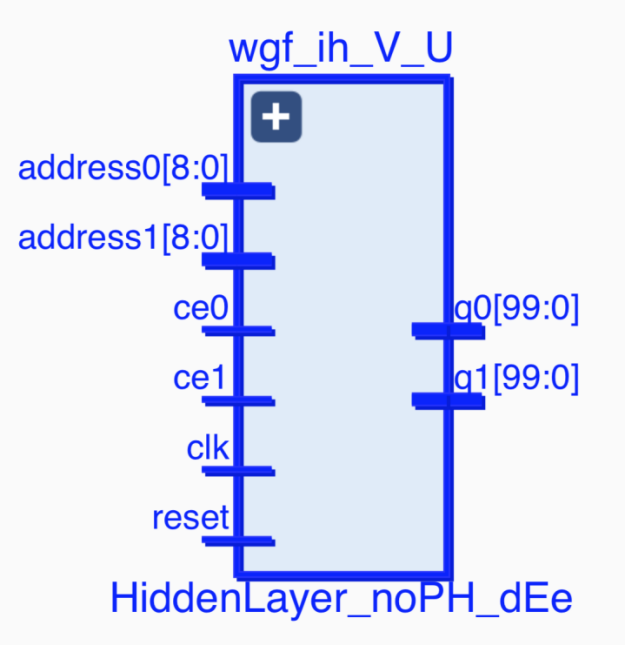 wgf_ih_V_U
address0[8:0]
address1[8:0]
ce0
q0[99:0]
ce1
q1[99:0]
clk
reset
HiddenLayer_noPH_dEe